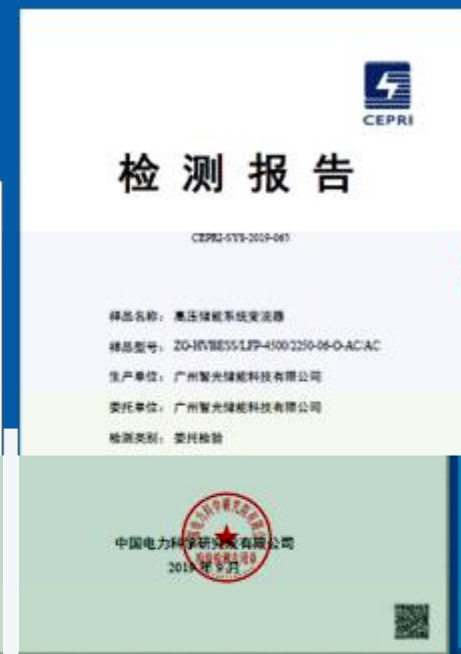 CEPRI
检测报告
样品名称：高压储能系统变流器
样品型号：ZG-HVBESS/LFP-4500/2250-06-O-AC/AC
生产单位：广州智光储能科技有限公司
委托单位：广州智光储能科技有限公司
检测类别：委托检验
中国电力科学研究院有限公司
2019年9月